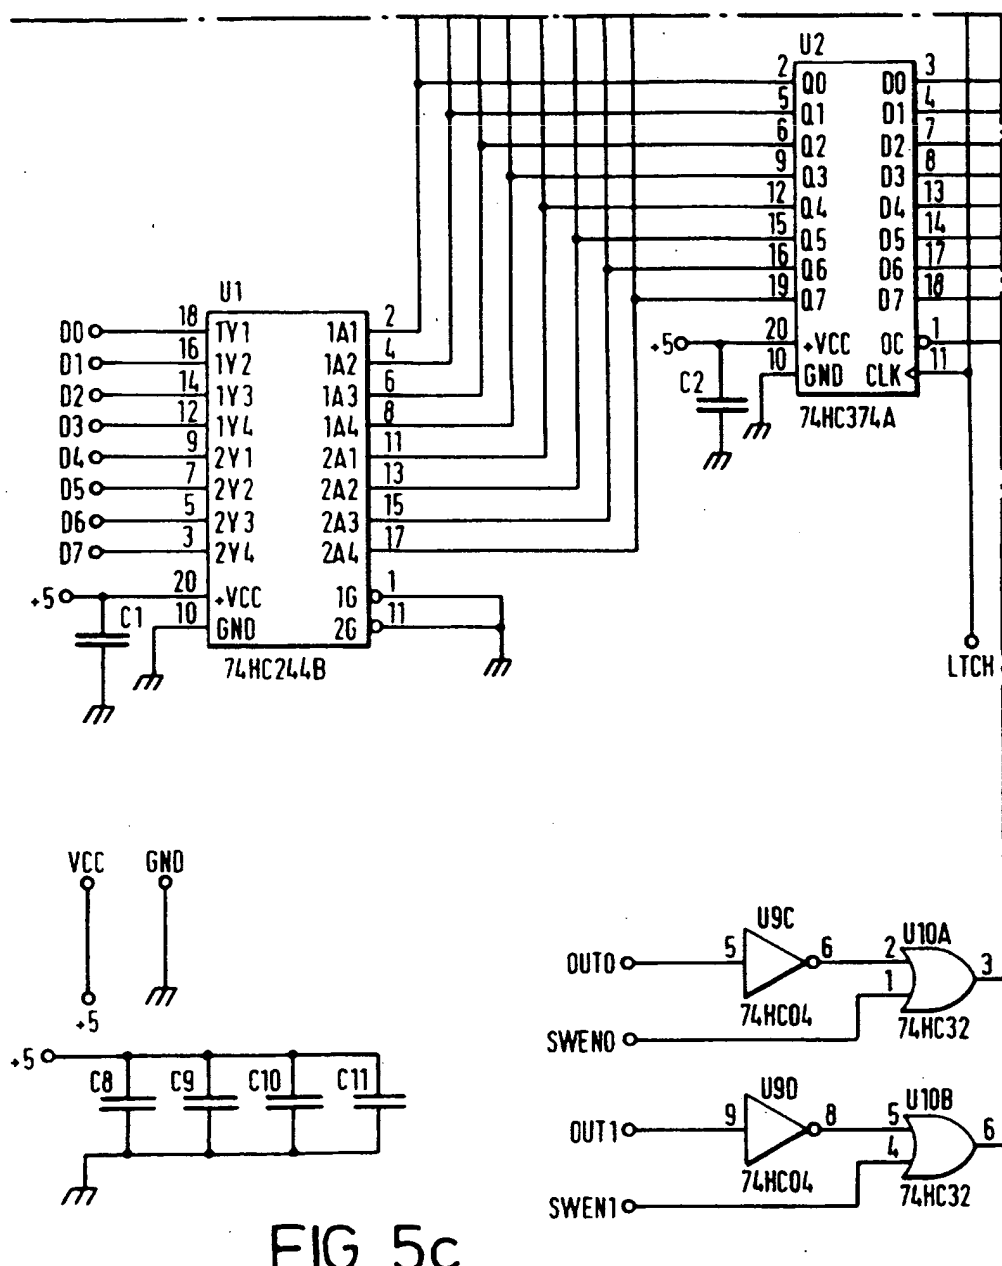 U2
2 Q0 D0 3
5 Q1 D1 4
6 Q2 D2 7
9 Q3 D3 8
12 Q4 D4 13
15 Q5 D5 14
16 Q6 D6 17
19 Q7 D7 18
+5 20 +VCC OC 1
10 GND CLK 11
C2
74HC374A
U1
D0 18 1Y1 1A1 2
D1 16 1Y2 1A2 4
D2 14 1Y3 1A3 6
D3 12 1Y4 1A4 8
D4 9 2Y1 2A1 11
D5 7 2Y2 2A2 13
D6 5 2Y3 2A3 15
D7 3 2Y4 2A4 17
+5 20 +VCC 1G 1
C1 10 GND 2G 11
74HC244B
LTCH
VCC GND
+5
+5
C8 C9 C10 C11
U9C
OUT0 5 6
74HC04
SWEN0
U10A
2
1
3
74HC32
U9D
OUT1 9 8
74HC04
SWEN1
U10B
5
4
6
74HC32
FIG 5c